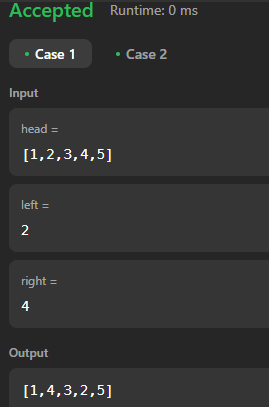 Accepted Runtime: 0 ms
• Case 1 • Case 2
Input
head =
[1,2,3,4,5]
left =
2
right =
4
Output
[1,4,3,2,5]